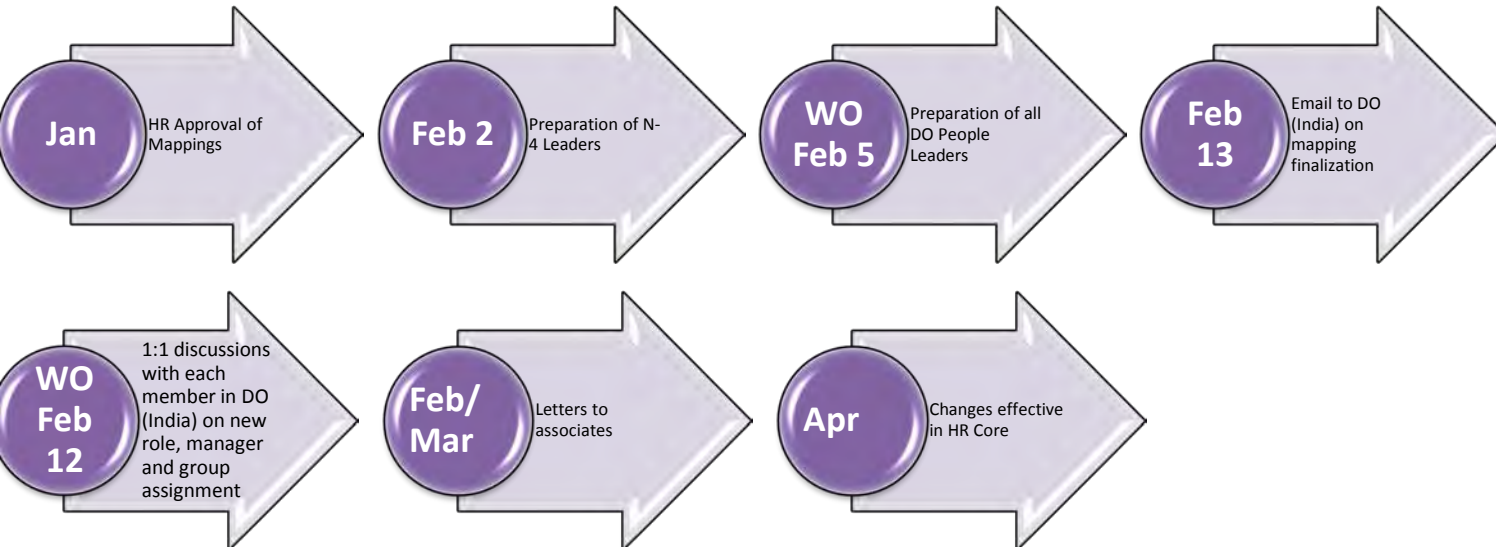 Jan
HR Approval of
Mappings
Feb 2
Preparation of N-
4 Leaders
WO
Feb 5
Preparation of all
DO People
Leaders
Feb
13
Email to DO
(India) on
mapping
finalization
WO
Feb
12
1:1 discussions
with each
member in DO
(India) on new
role, manager
and group
assignment
Feb/
Mar
Letters to
associates
Apr
Changes effective
in HR Core